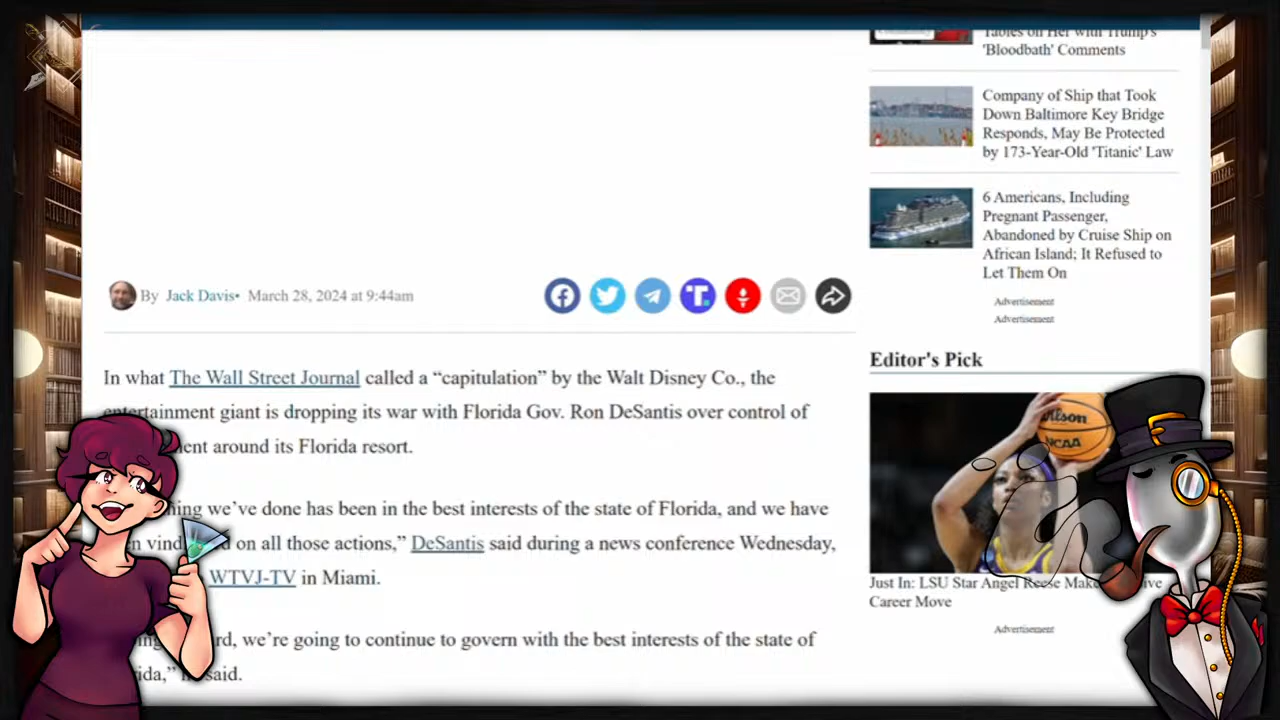 Tables on Her with Trump's
'Bloodbath' Comments
Company of Ship that Took
Down Baltimore Key Bridge
Responds, May Be Protected
by 173-Year-Old 'Titanic' Law
6 Americans, Including
Pregnant Passenger,
Abandoned by Cruise Ship on
African Island; It Refused to
Let Them On
Advertisement
Advertisement
By Jack Davis• March 28, 2024 at 9:44am
Editor's Pick
In what The Wall Street Journal called a “capitulation” by the Walt Disney Co., the
entertainment giant is dropping its war with Florida Gov. Ron DeSantis over control of
ent around its Florida resort.
Wilson
NCAA
hing we’ve done has been in the best interests of the state of Florida, and we have
n vind on all those actions,” DeSantis said during a news conference Wednesday,
WTVJ-TV in Miami.
Just In: LSU Star Angel Reese Make ive
Career Move
Advertisement
ing rd, we’re going to continue to govern with the best interests of the state of
ida,” he said.